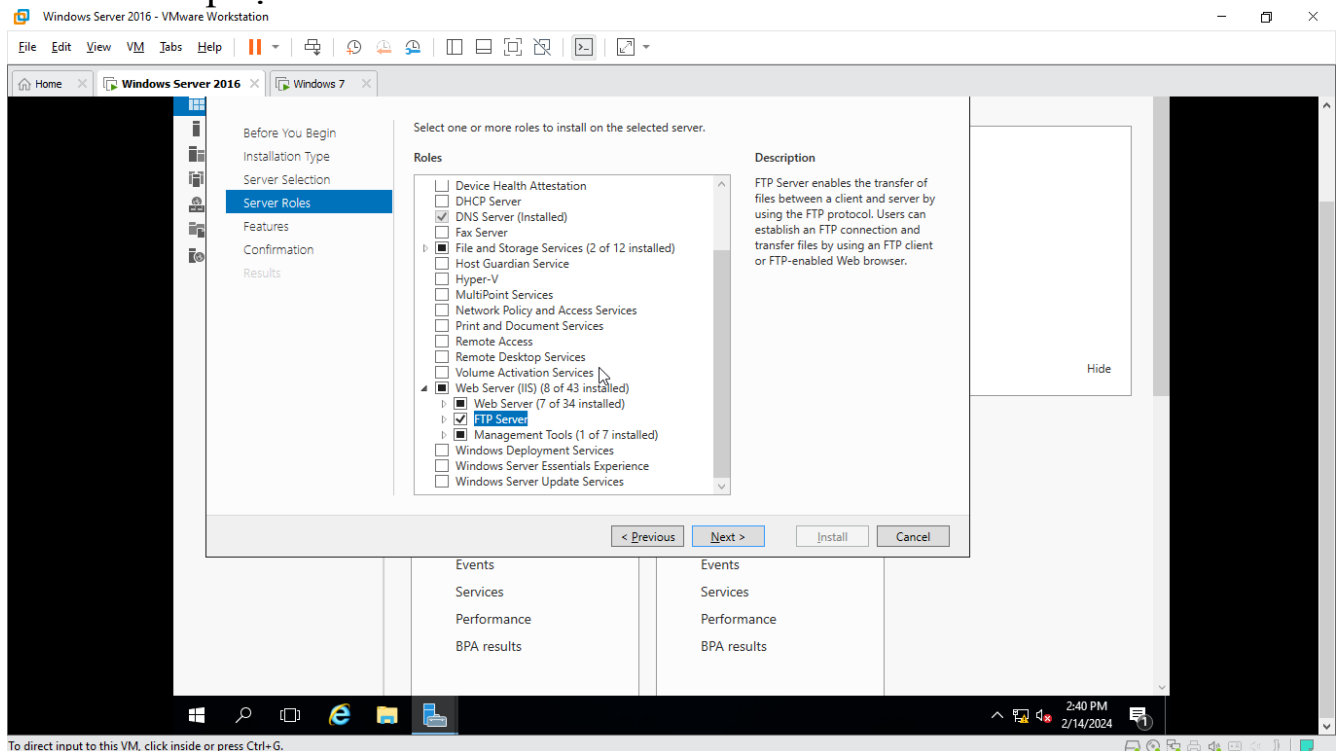 Windows Server 2016 - VMware Workstation
File Edit View VM Tabs Help
Home Windows Server 2016 Windows 7
Before You Begin
Installation Type
Server Selection
Server Roles
Features
Confirmation
Results
Select one or more roles to install on the selected server.
Roles
Device Health Attestation
DHCP Server
DNS Server (Installed)
Fax Server
File and Storage Services (2 of 12 installed)
Host Guardian Service
Hyper-V
MultiPoint Services
Network Policy and Access Services
Print and Document Services
Remote Access
Remote Desktop Services
Volume Activation Services
Web Server (IIS) (8 of 43 installed)
Web Server (7 of 34 installed)
FTP Server
Management Tools (1 of 7 installed)
Windows Deployment Services
Windows Server Essentials Experience
Windows Server Update Services
Description
FTP Server enables the transfer of
files between a client and server by
using the FTP protocol. Users can
establish an FTP connection and
transfer files by using an FTP client
or FTP-enabled Web browser.
Hide
< Previous Next > Install Cancel
Events
Services
Performance
BPA results
Events
Services
Performance
BPA results
2:40 PM
2/14/2024
1
To direct input to this VM, click inside or press Ctrl+G.